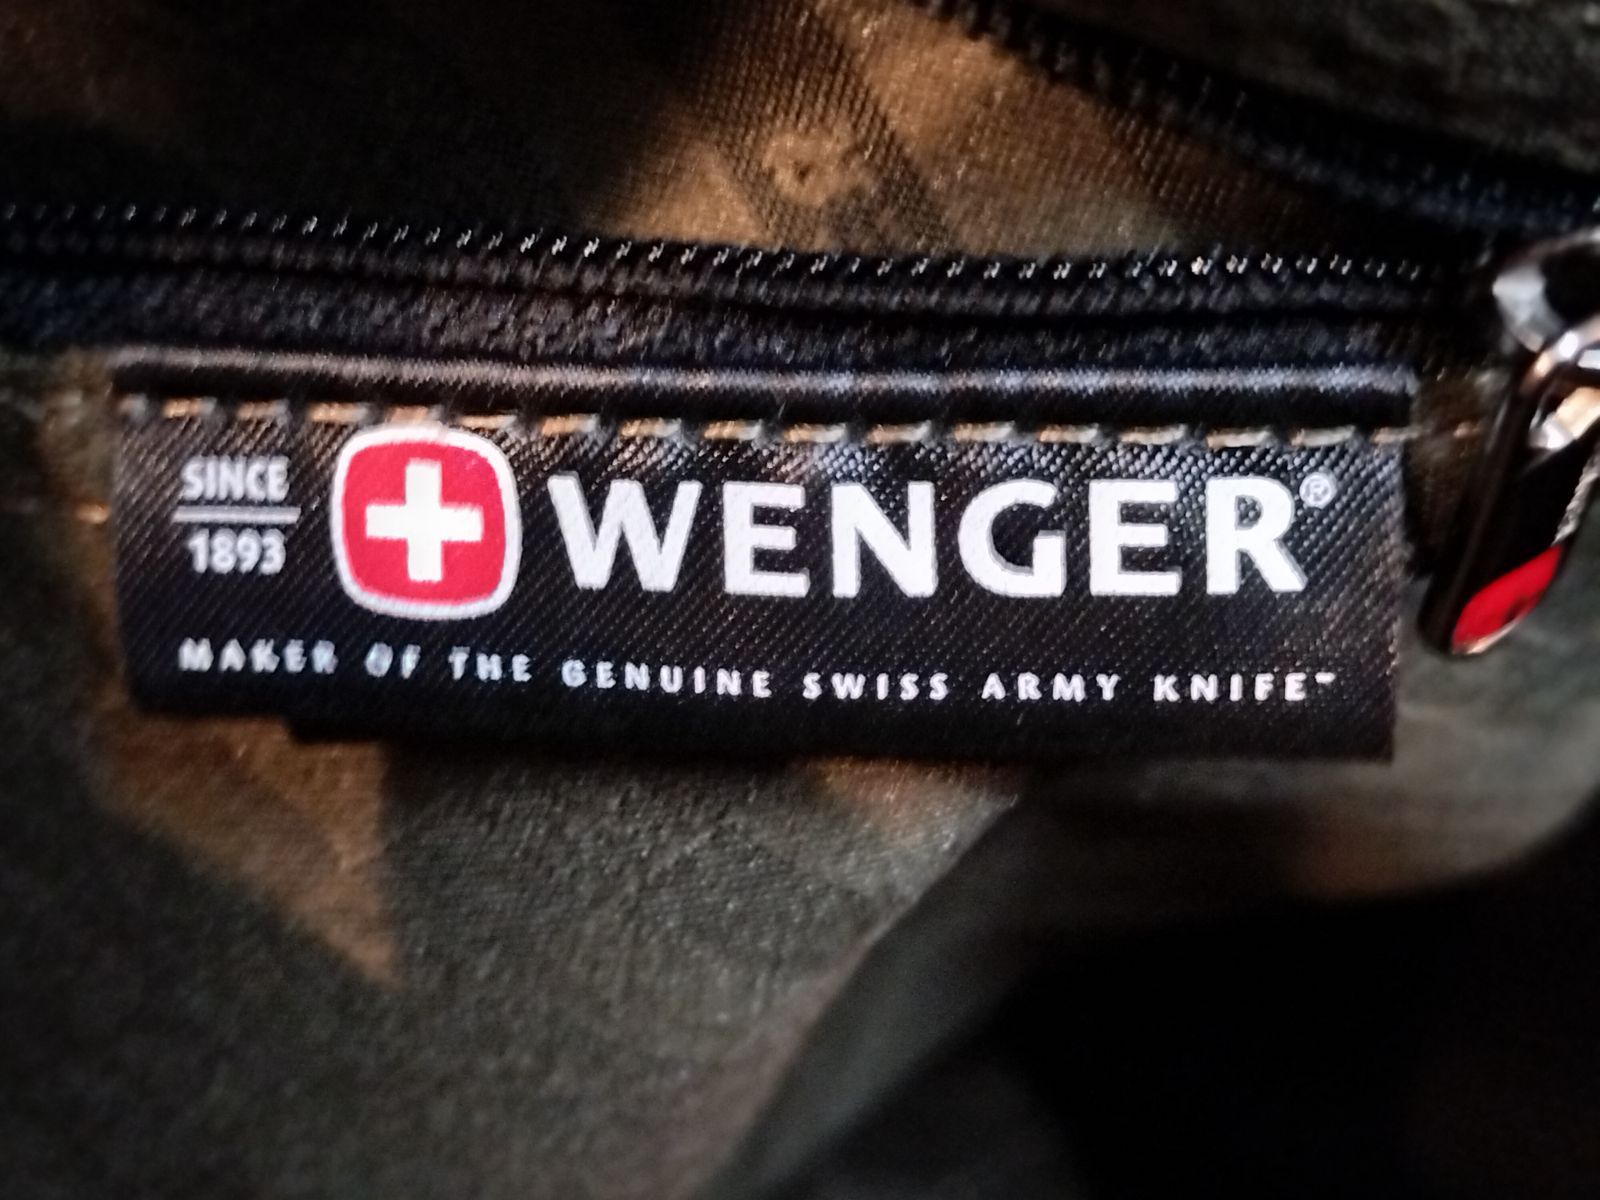 SINCE
1893
WENGER®
MAKER OF THE GENUINE SWISS ARMY KNIFE™